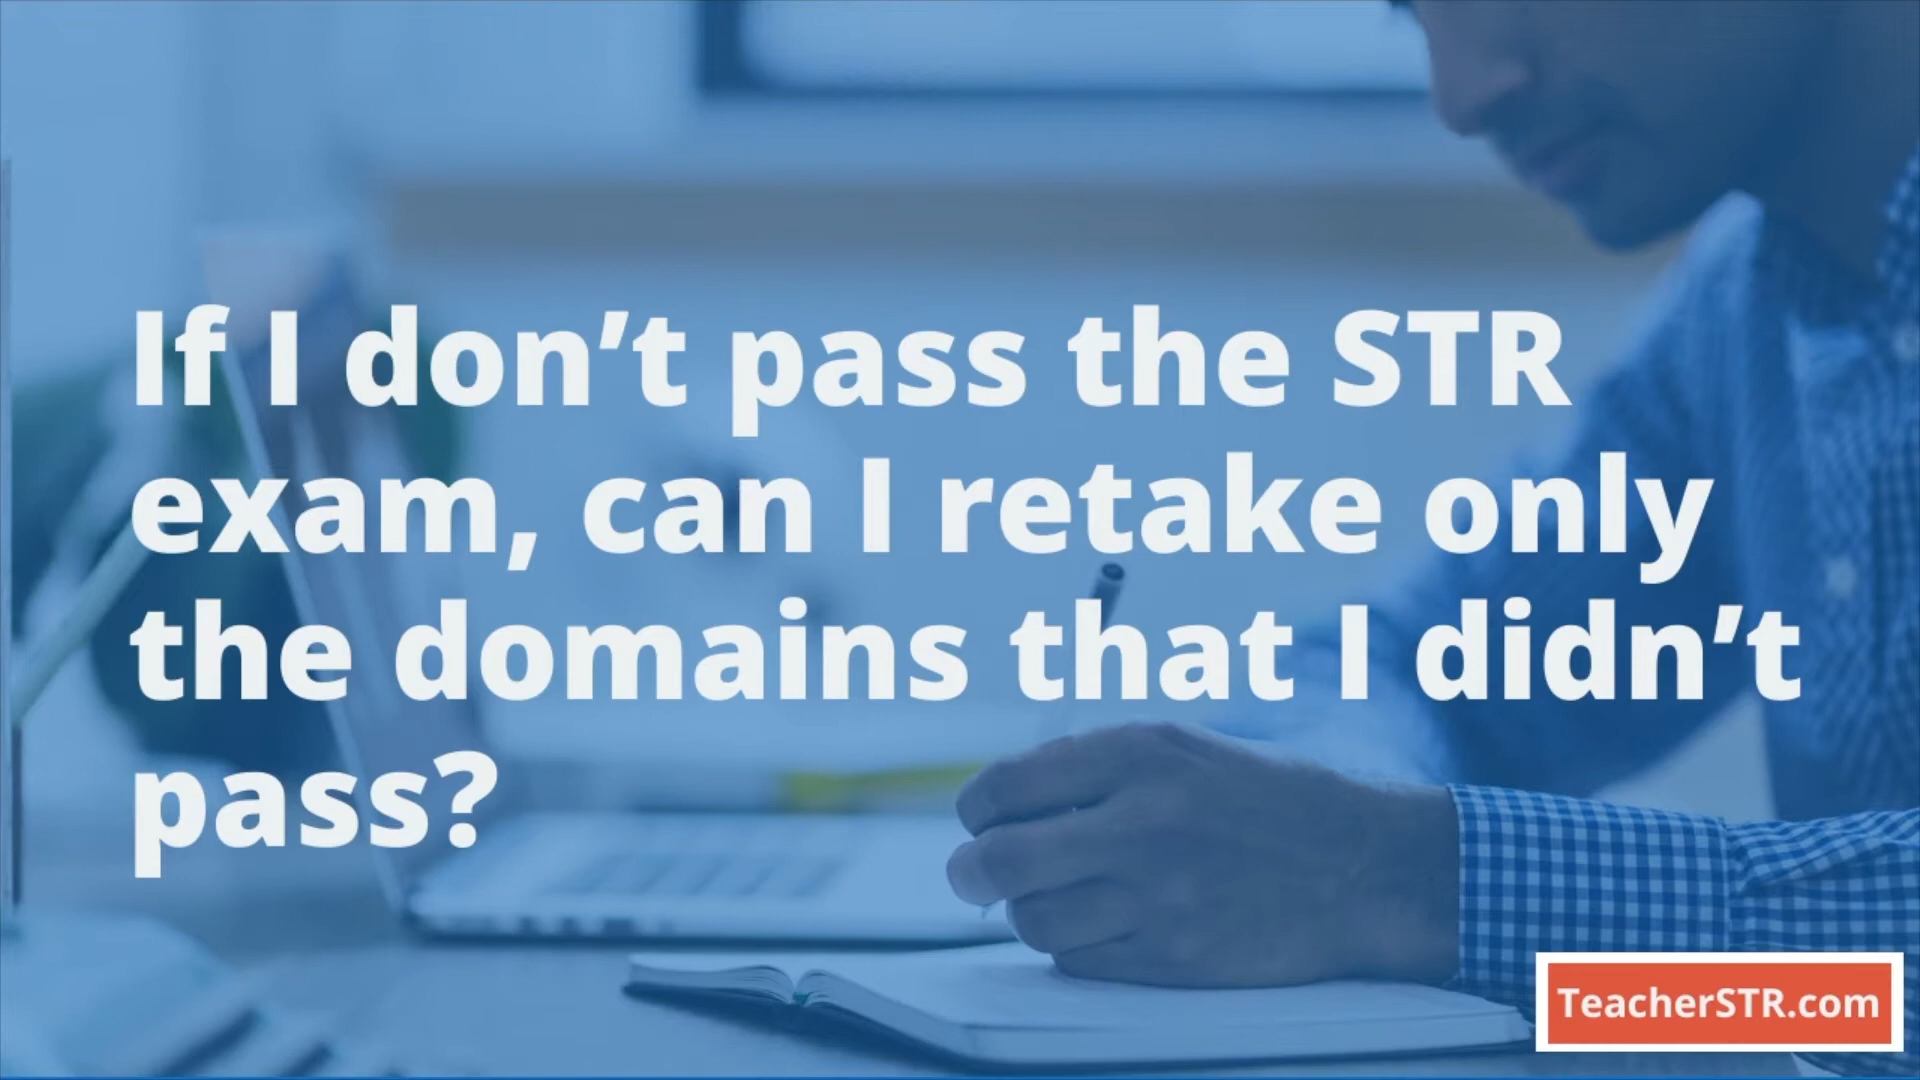 If I don’t pass the STR
exam, can I retake only
the domains that I didn’t
pass?
TeacherSTR.com